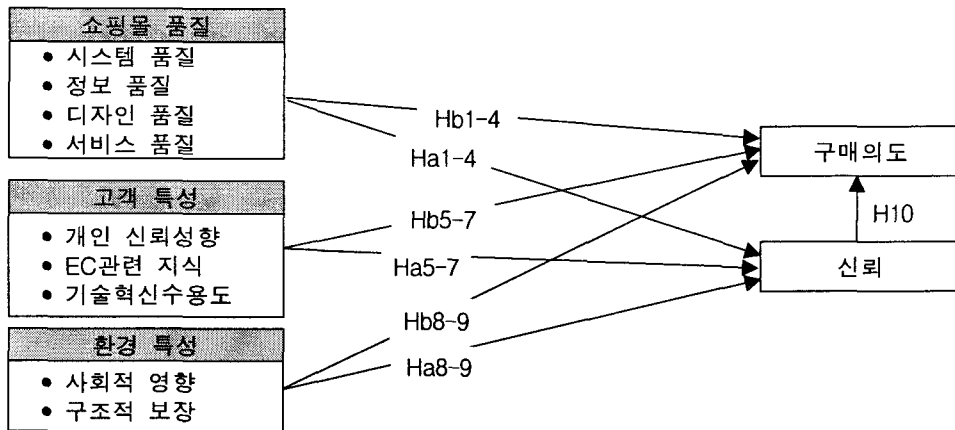 쇼핑몰 품질
• 시스템 품질
• 정보 품질
• 디자인 품질
• 서비스 품질
고객 특성
• 개인 신뢰성향
• EC관련 지식
• 기술혁신수용도
환경 특성
• 사회적 영향
• 구조적 보장
Hb1-4
Ha1-4
Hb5-7
Ha5-7
Hb8-9
Ha8-9
구매의도
H10
신뢰